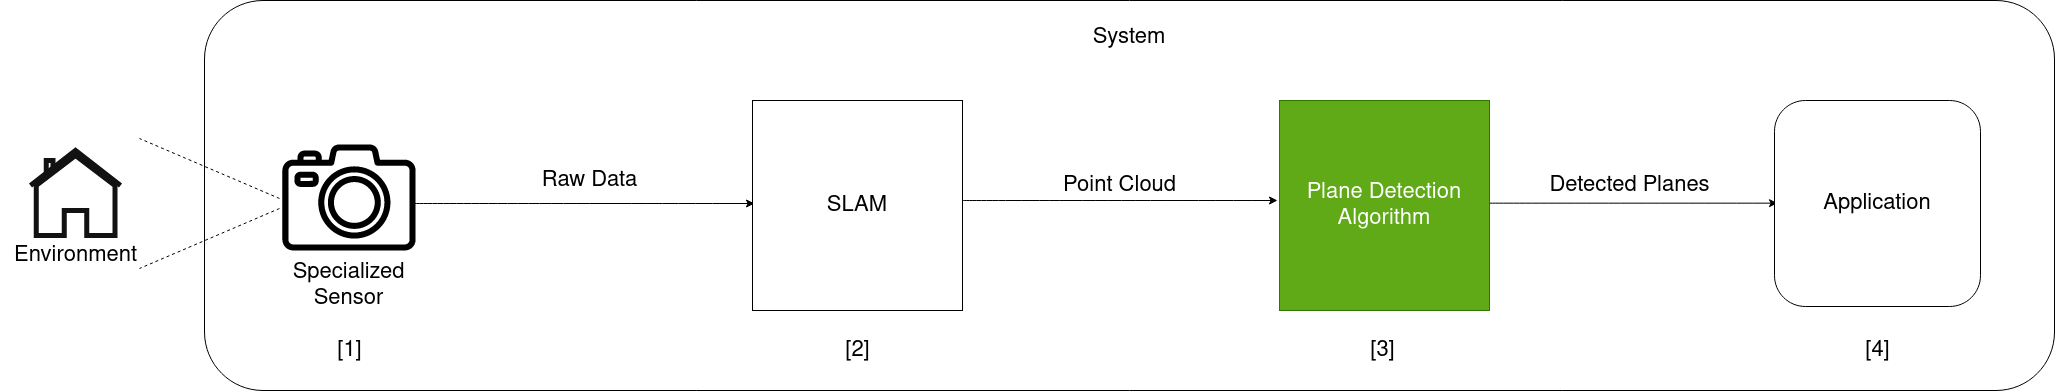 System
Environment
Specialized
Sensor
Raw Data
SLAM
Point Cloud
Plane Detection
Algorithm
Detected Planes
Application
[1]
[2]
[3]
[4]